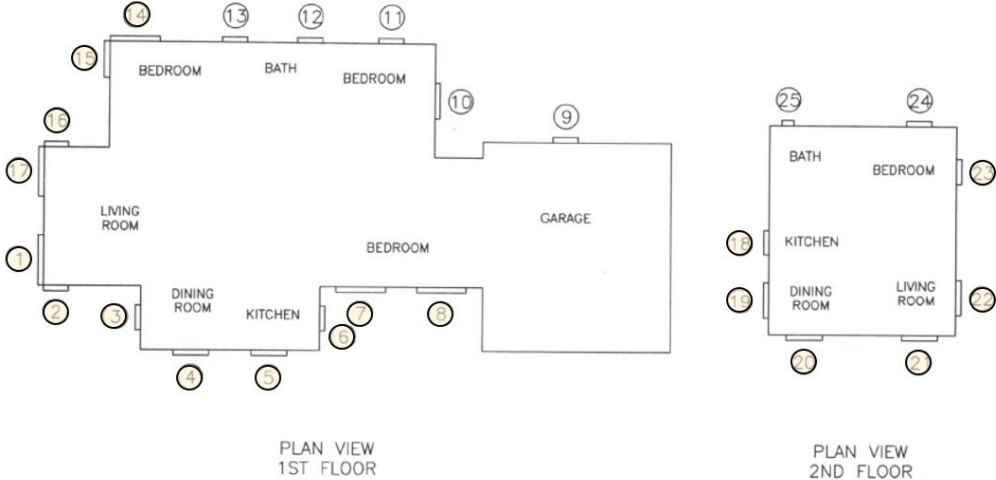 14 13 12 11
15 BEDROOM BATH BEDROOM
10
16
9
17
LIVING
ROOM
GARAGE
BEDROOM
1
2
3
DINING
ROOM
KITCHEN
6
7
8
4
5
PLAN VIEW
1ST FLOOR
25 24
BATH
BEDROOM
23
18 KITCHEN
19
DINING
ROOM
LIVING
ROOM
22
20
21
PLAN VIEW
2ND FLOOR